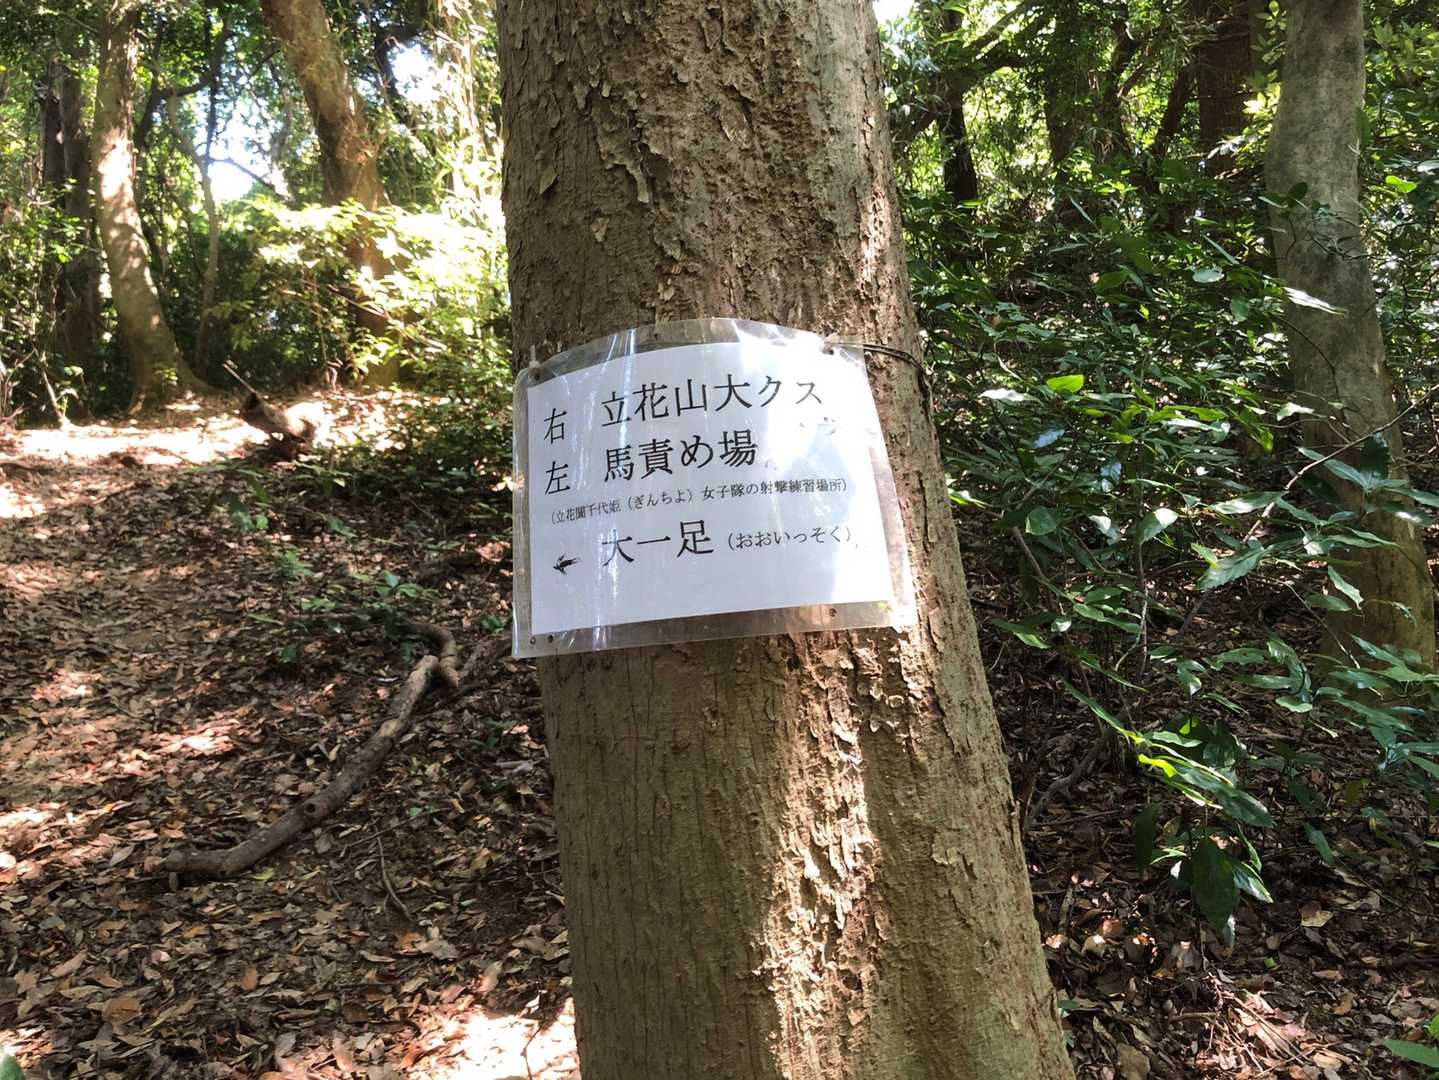 右 立花山大クス
左 馬責め場
(立花誾千代姫(ぎんちよ)女子隊の射撃練習場所)
← 大一足(おおいっそく)